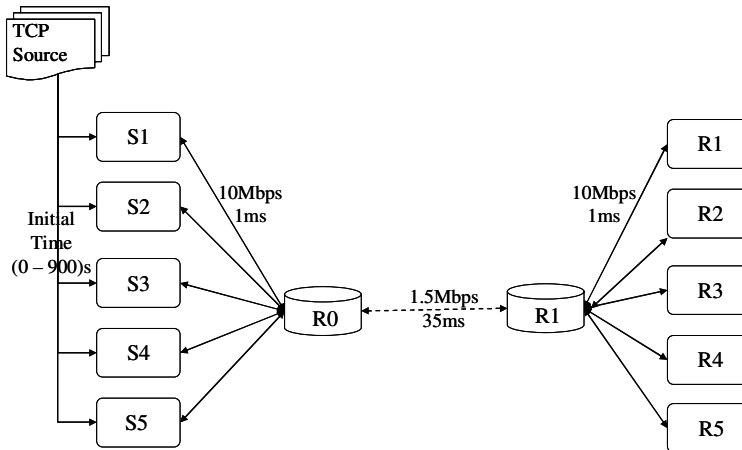 TCP
Source
S1
S2
S3
S4
S5
Initial
Time
(0 – 900)s
10Mbps
1ms
R0
1.5Mbps
35ms
R1
10Mbps
1ms
R1
R2
R3
R4
R5